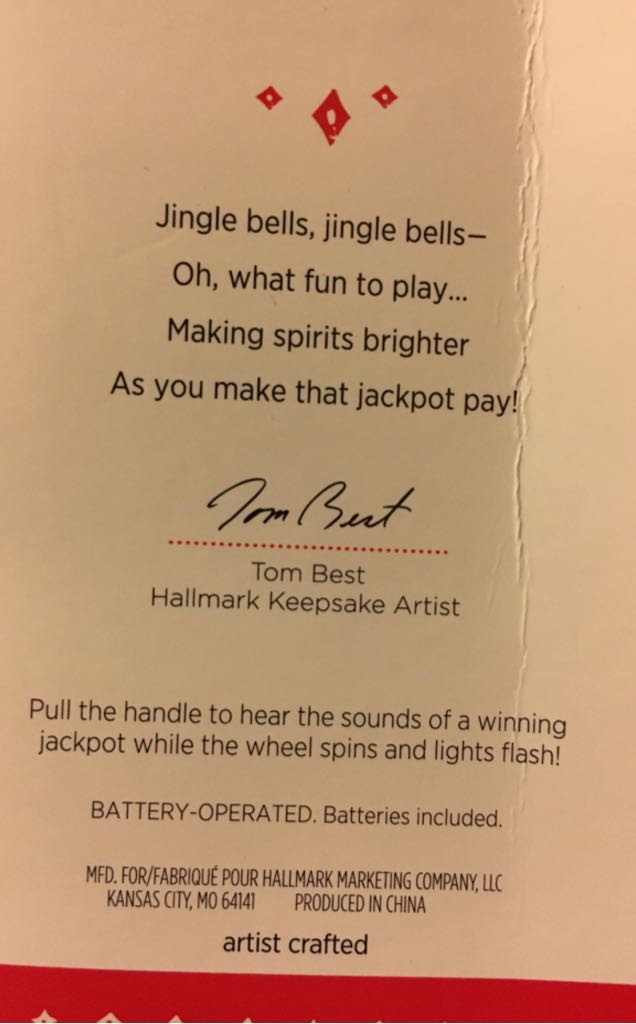 Jingle bells, jingle bells—
Oh, what fun to play...
Making spirits brighter
As you make that jackpot pay!
Tom Best
Tom Best
Hallmark Keepsake Artist
Pull the handle to hear the sounds of a winning
jackpot while the wheel spins and lights flash!
BATTERY-OPERATED. Batteries included.
MFD. FOR/FABRIQUÉ POUR HALLMARK MARKETING COMPANY, LLC
KANSAS CITY, MO 64141 PRODUCED IN CHINA
artist crafted